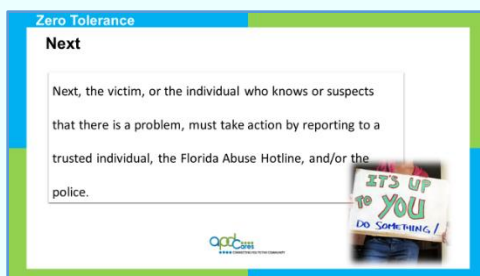 Zero Tolerance
Next
Next, the victim, or the individual who knows or suspects
that there is a problem, must take action by reporting to a
trusted individual, the Florida Abuse Hotline, and/or the
police.
IT'S UP
TO YOU
DO SOMETHING!
apdCares